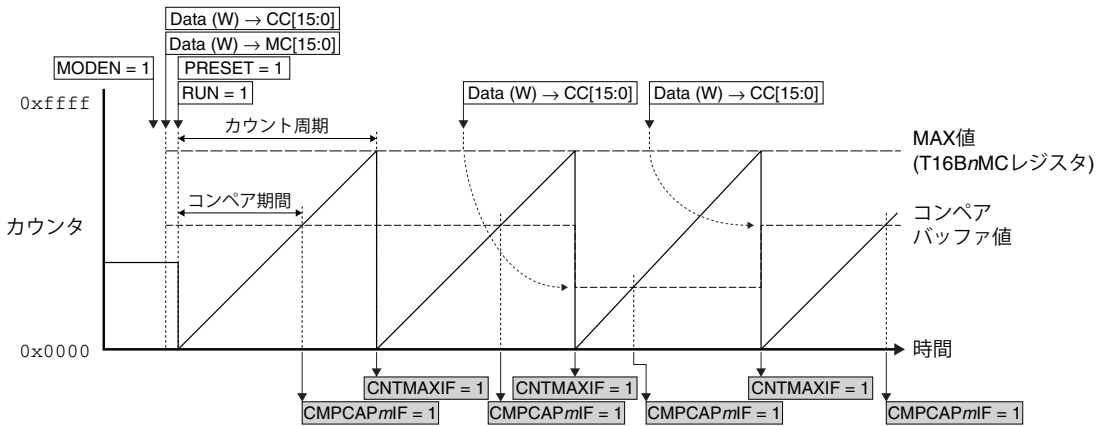 Data (W) → CC[15:0]
Data (W) → MC[15:0]
MODEN = 1
PRESET = 1
RUN = 1
Data (W) → CC[15:0]
Data (W) → CC[15:0]
0xffff
カウント周期
MAX値
(T16BnMCレジスタ)
コンペア期間
カウンタ
コンペア
バッファ値
0x0000
時間
CNTMAXIF = 1
CNTMAXIF = 1
CNTMAXIF = 1
CMPCAPmIF = 1
CMPCAPmIF = 1
CMPCAPmIF = 1
CMPCAPmIF = 1